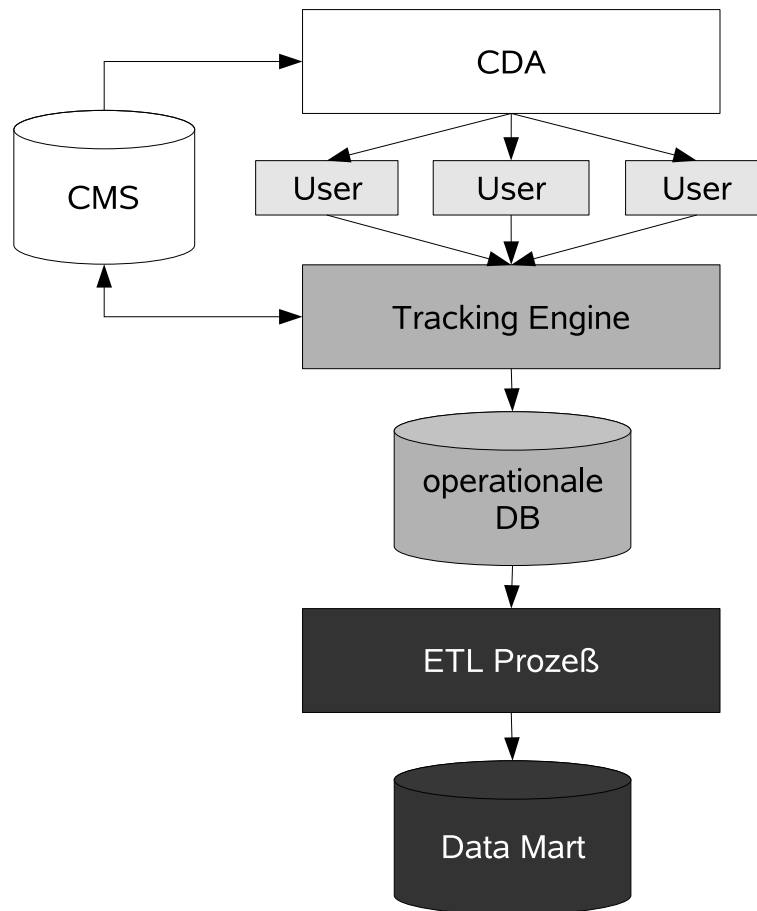 CDA
CMS
User
User
User
Tracking Engine
operationale
DB
ETL Prozeß
Data Mart